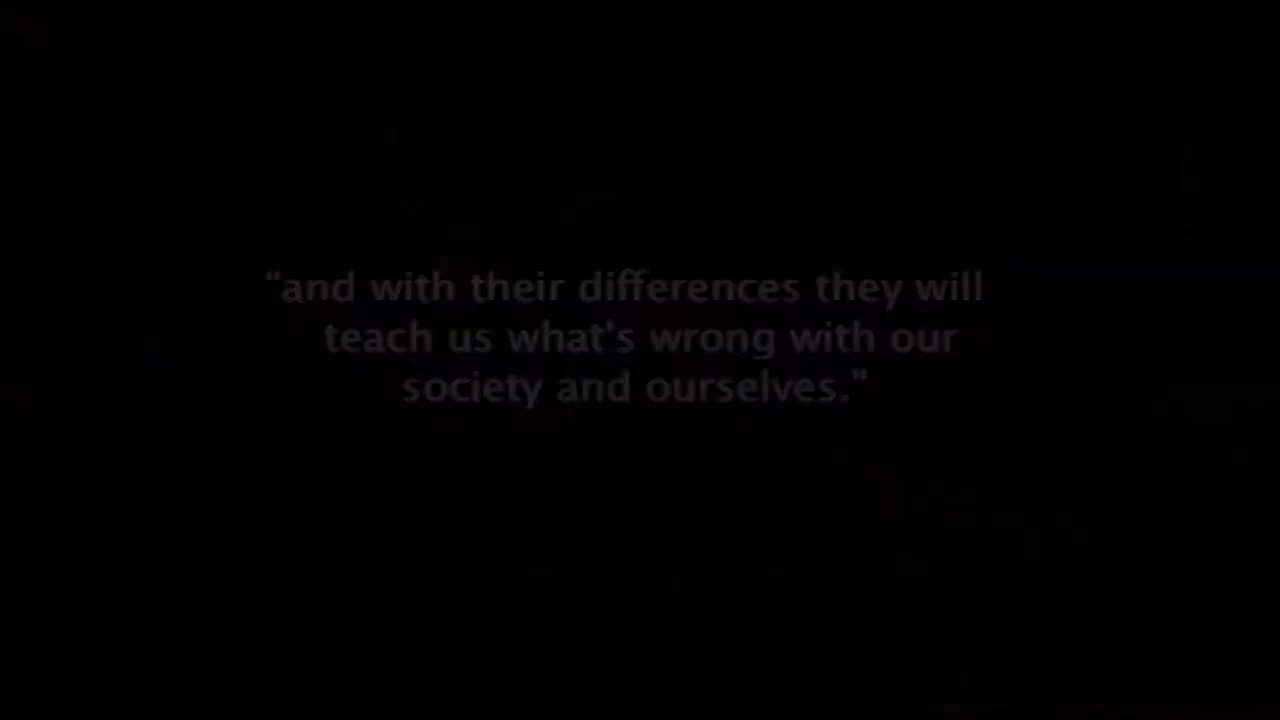 “and with their differences they will
teach us what's wrong with our
society and ourselves.”